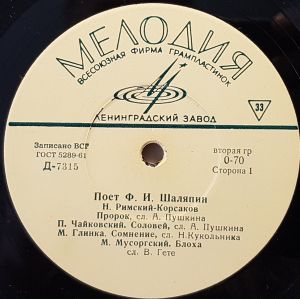 МЕЛОДИЯ
ВСЕСОЮЗНАЯ ФИРМА ГРАМПЛАСТИНОК
33
ЛЕНИНГРАДСКИЙ ЗАВОД
Записано ВСГ
ГОСТ 5289-61
Д-7315
вторая гр
0-70
Сторона 1
Поет Ф. И. Шаляпин
Н. Римский-Корсаков
Пророк, сл. А. Пушкина
П. Чайковский. Соловей, сл. А. Пушкина
М. Глинка. Сомнение, сл. Н. Кукольника
М. Мусоргский. Блоха
сл. В. Гете